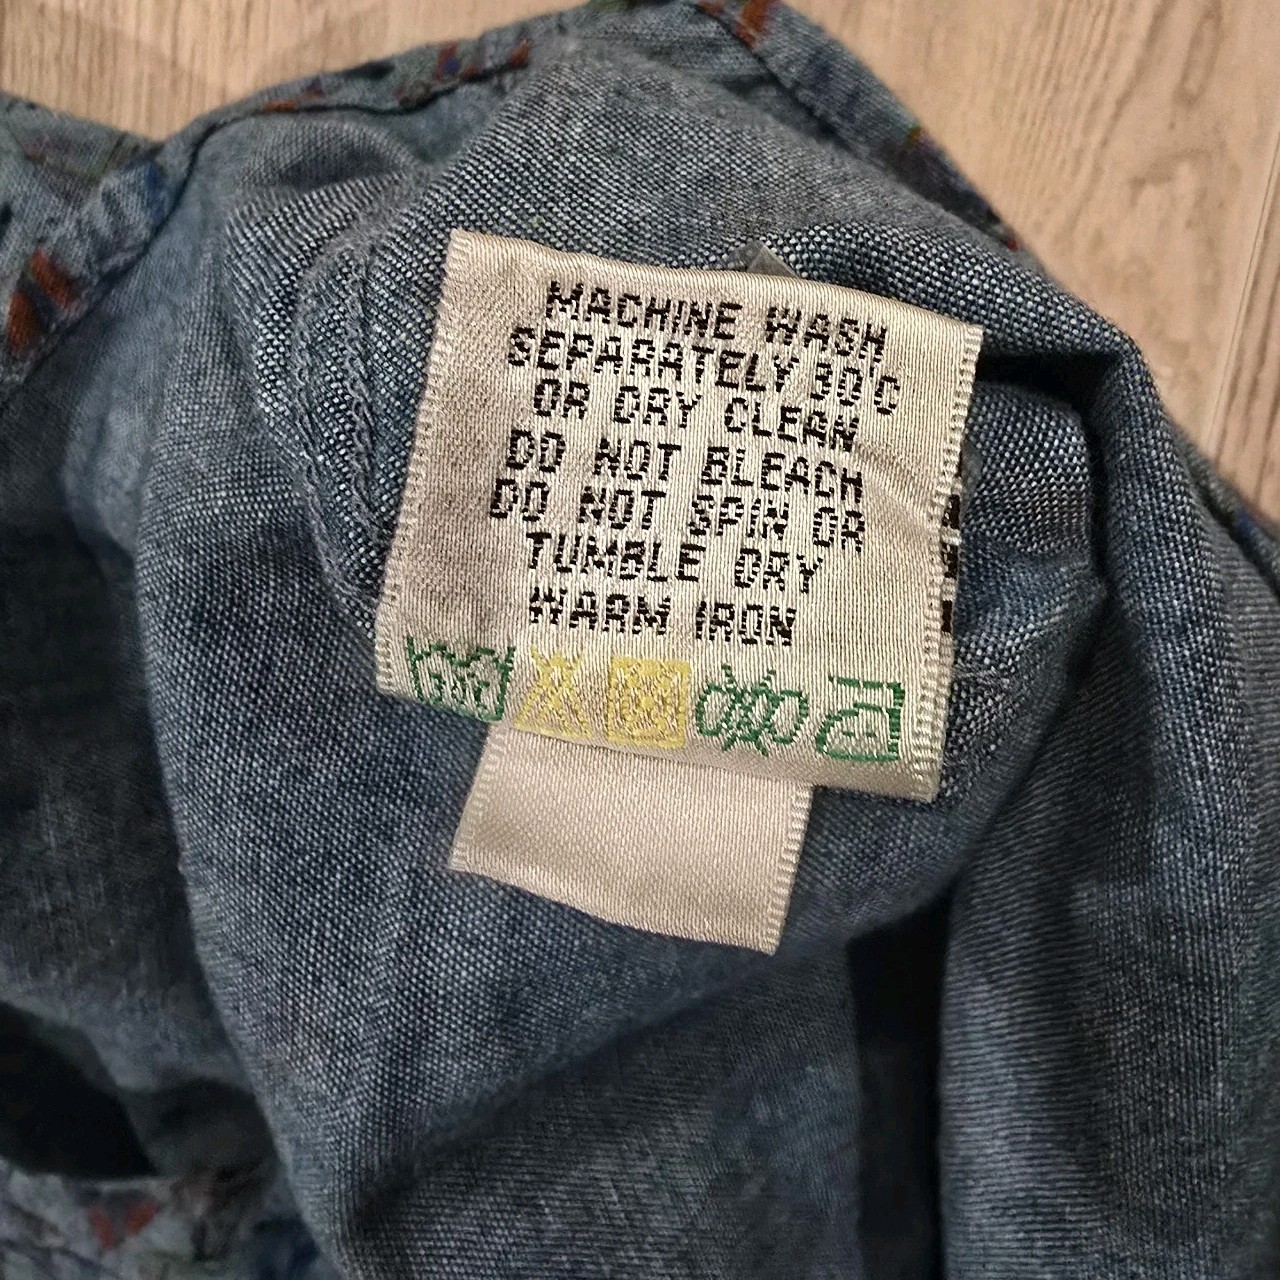 MACHINE WASH
SEPARATELY 30°C
OR DRY CLEAN
DO NOT BLEACH
DO NOT SPIN OR
TUMBLE DRY
WARM IRON